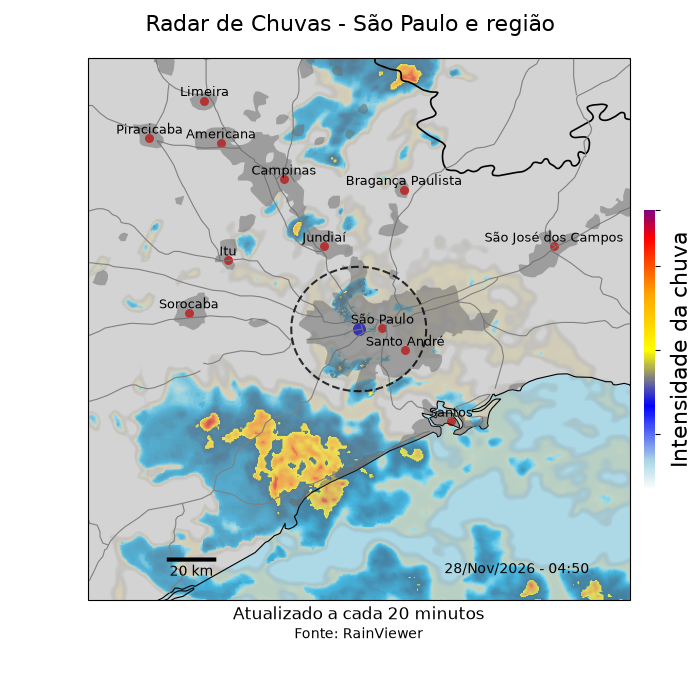 Radar de Chuvas - São Paulo e região
Limeira
Piracicaba
Americana
Campinas
Bragança Paulista
Jundiaí
São José dos Campos
Itu
Sorocaba
São Paulo
Santo André
Santos
Intensidade da chuva
20 km
28/Nov/2026 - 04:50
Atualizado a cada 20 minutos
Fonte: RainViewer